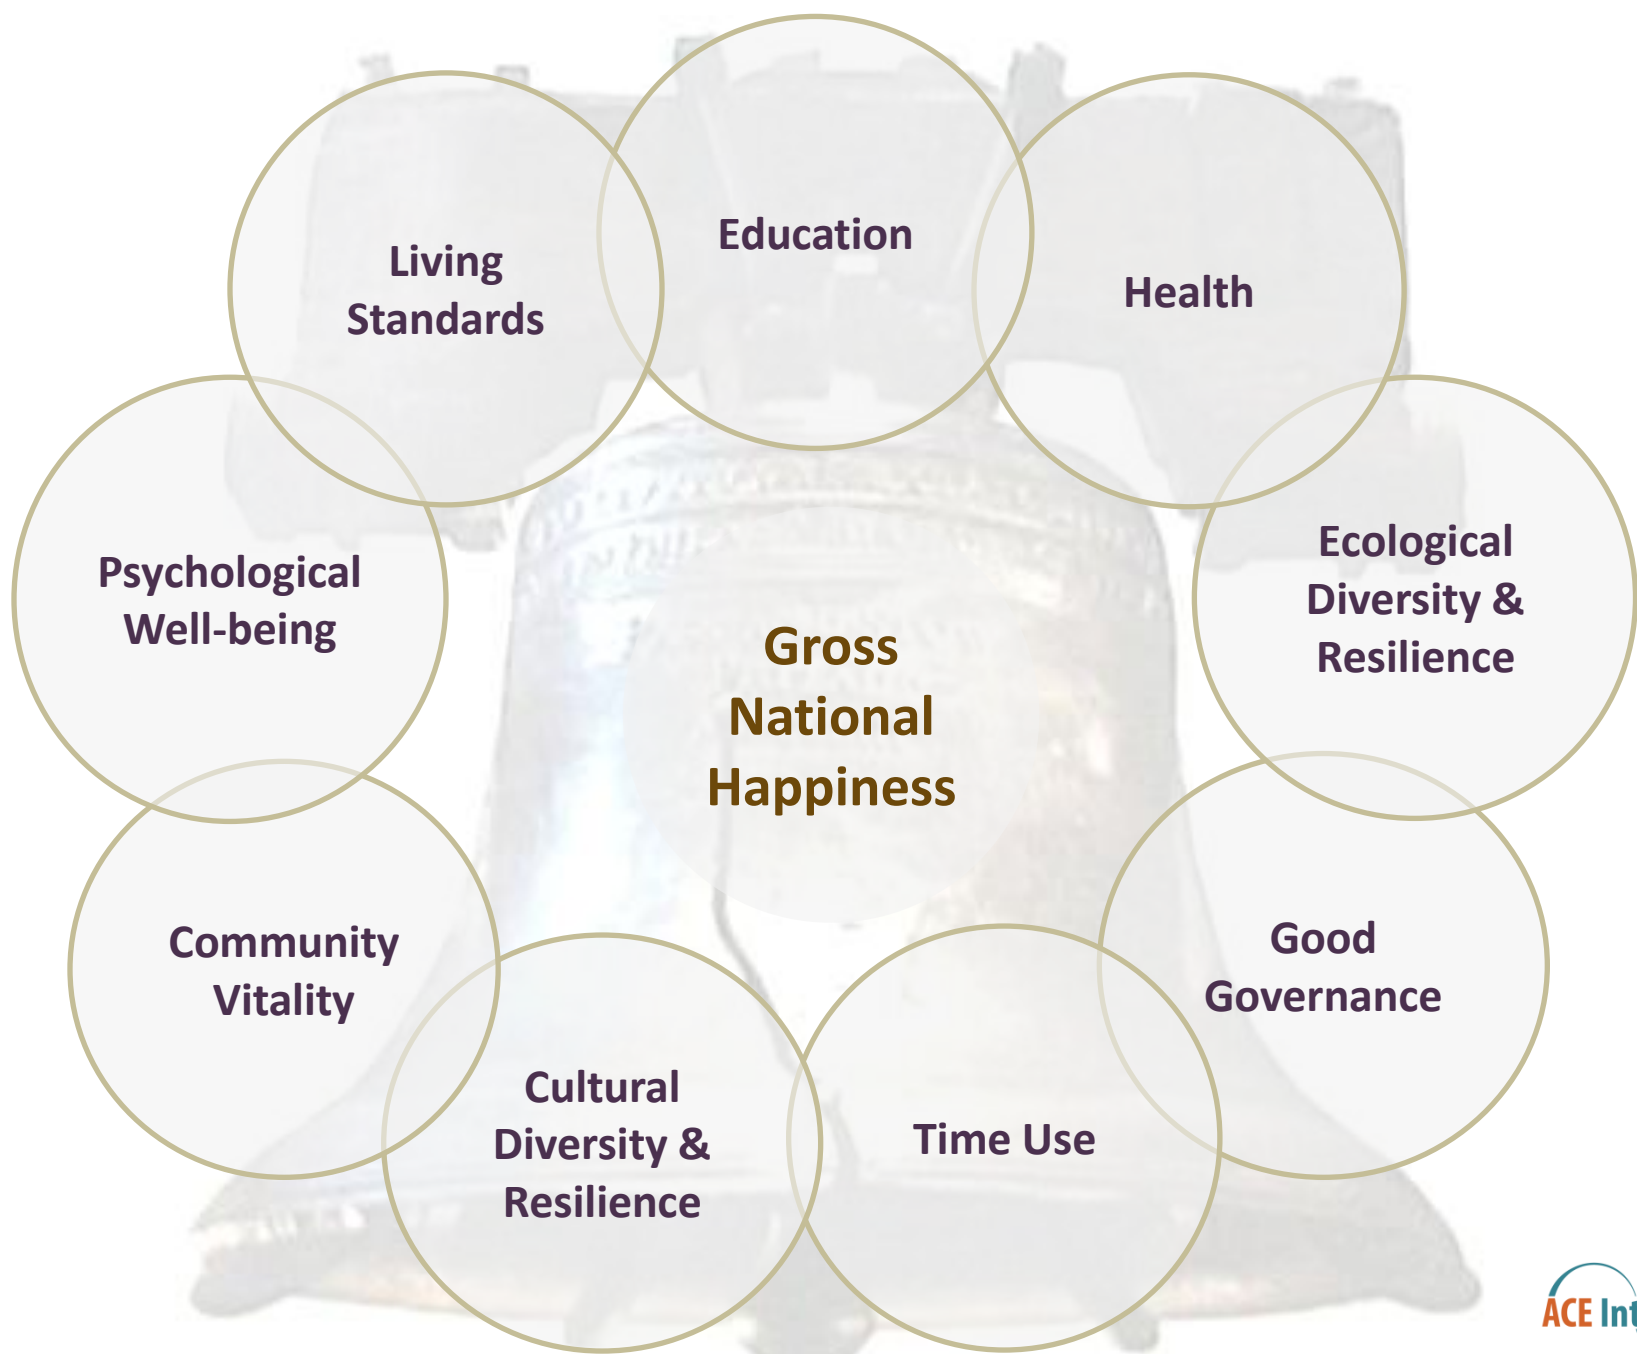 Education
Living
Standards
Health
Psychological
Well-being
Ecological
Diversity &
Resilience
Gross
National
Happiness
Community
Vitality
Good
Governance
Cultural
Diversity &
Resilience
Time Use
ACE Int